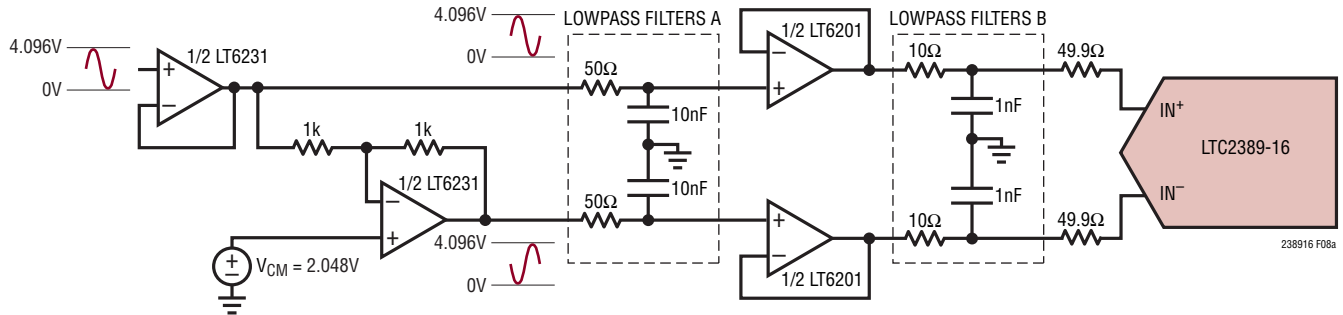 4.096V
0V
1/2 LT6231
+
−
1k
1k
1/2 LT6231
−
+
+
−
VCM = 2.048V
4.096V
0V
4.096V
0V
LOWPASS FILTERS A
50Ω
10nF
10nF
50Ω
1/2 LT6201
−
+
+
−
1/2 LT6201
LOWPASS FILTERS B
10Ω
1nF
1nF
10Ω
49.9Ω
49.9Ω
IN+
LTC2389-16
IN−
238916 F08a